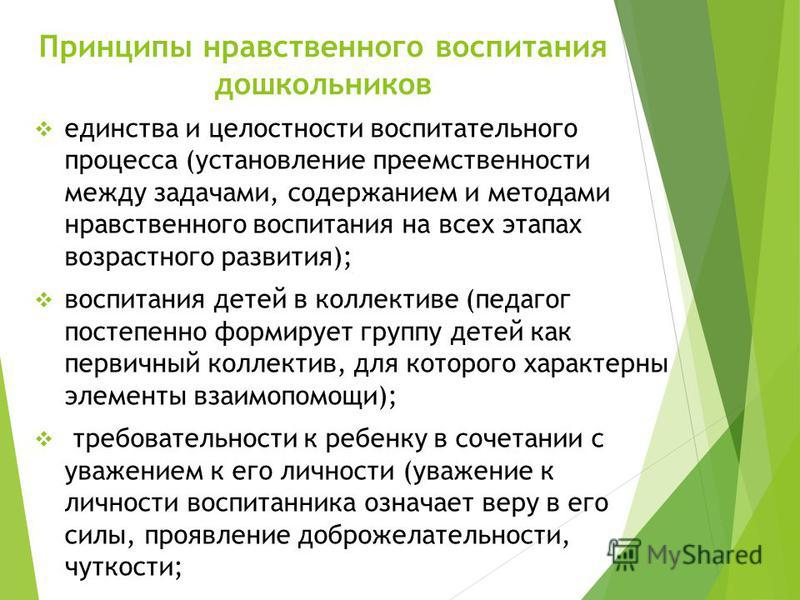 Принципы нравственного воспитания
дошкольников
единства и целостности воспитательного
процесса (установление преемственности
между задачами, содержанием и методами
нравственного воспитания на всех этапах
возрастного развития);
воспитания детей в коллективе (педагог
постепенно формирует группу детей как
первичный коллектив, для которого характерны
элементы взаимопомощи);
требовательности к ребенку в сочетании с
уважением к его личности (уважение к
личности воспитанника означает веру в его
силы, проявление доброжелательности,
чуткости;
MyShared